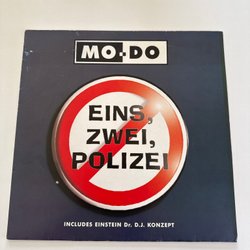 MO-DO
EINS,
ZWEI,
POLIZEI
INCLUDES EINSTEIN Dr. D.J. KONZEPT